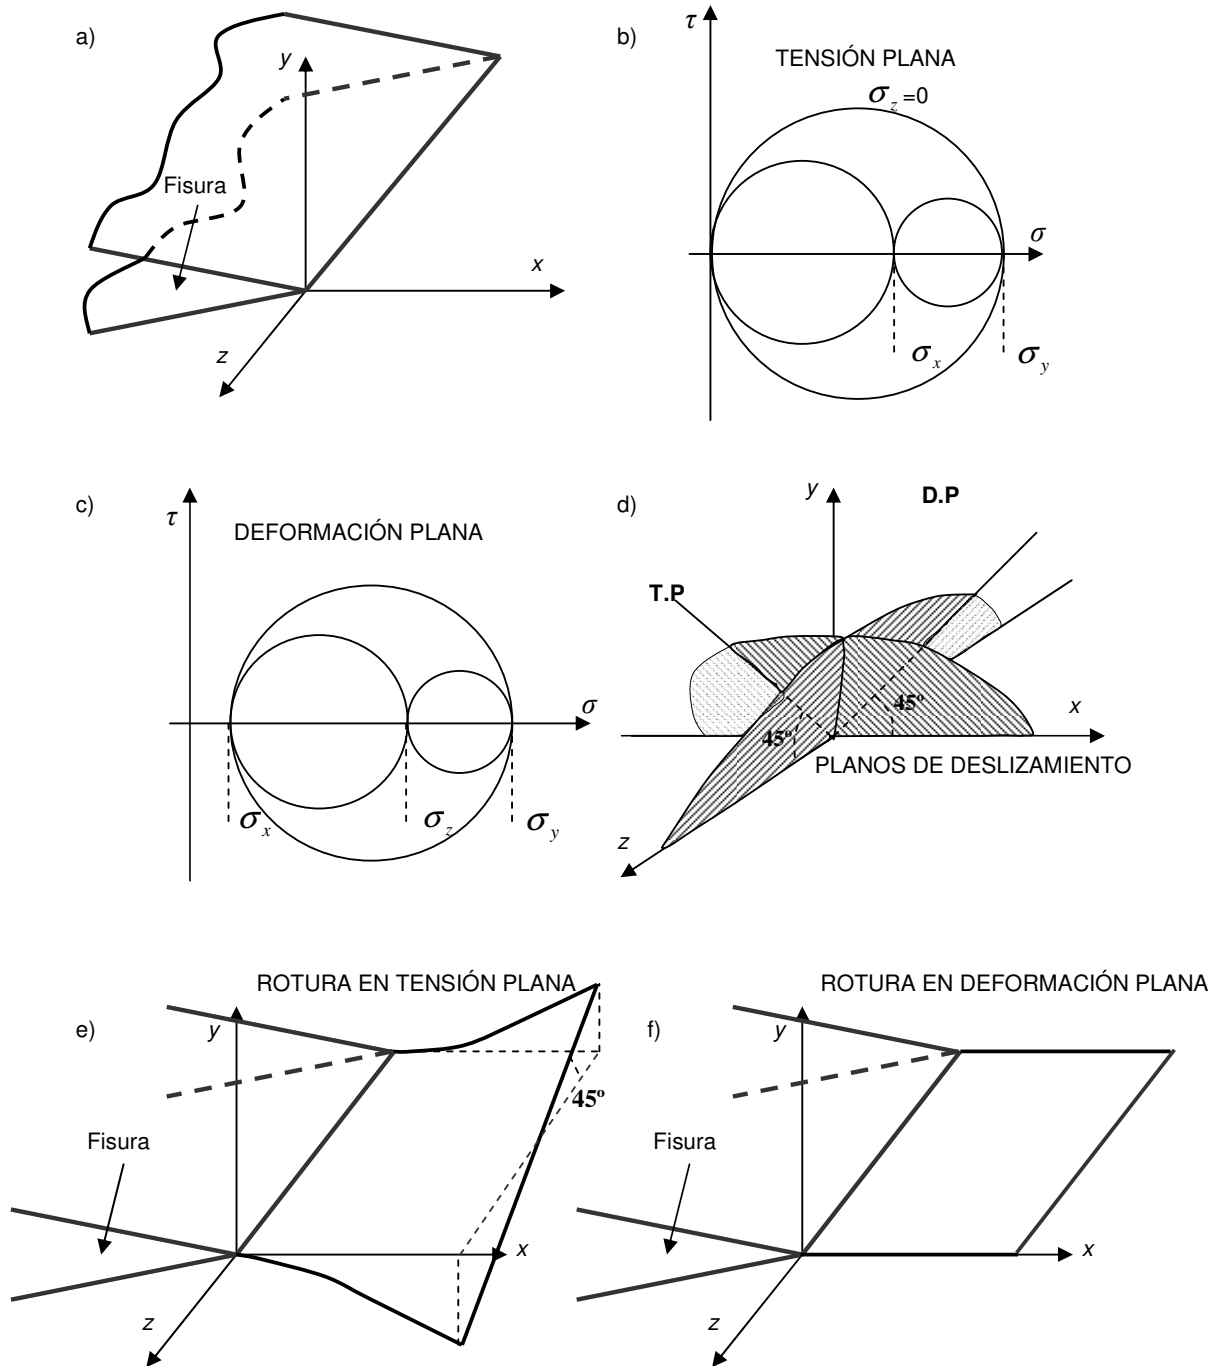 a)
y
Fisura
x
z
b)
τ
TENSIÓN PLANA
σz =0
σ
σx
σy
c)
τ
DEFORMACIÓN PLANA
σ
σx
σz
σy
d)
y
D.P
T.P
45º
45º
x
PLANOS DE DESLIZAMIENTO
z
ROTURA EN TENSIÓN PLANA
e)
y
45º
Fisura
x
z
ROTURA EN DEFORMACIÓN PLANA
f)
y
Fisura
x
z